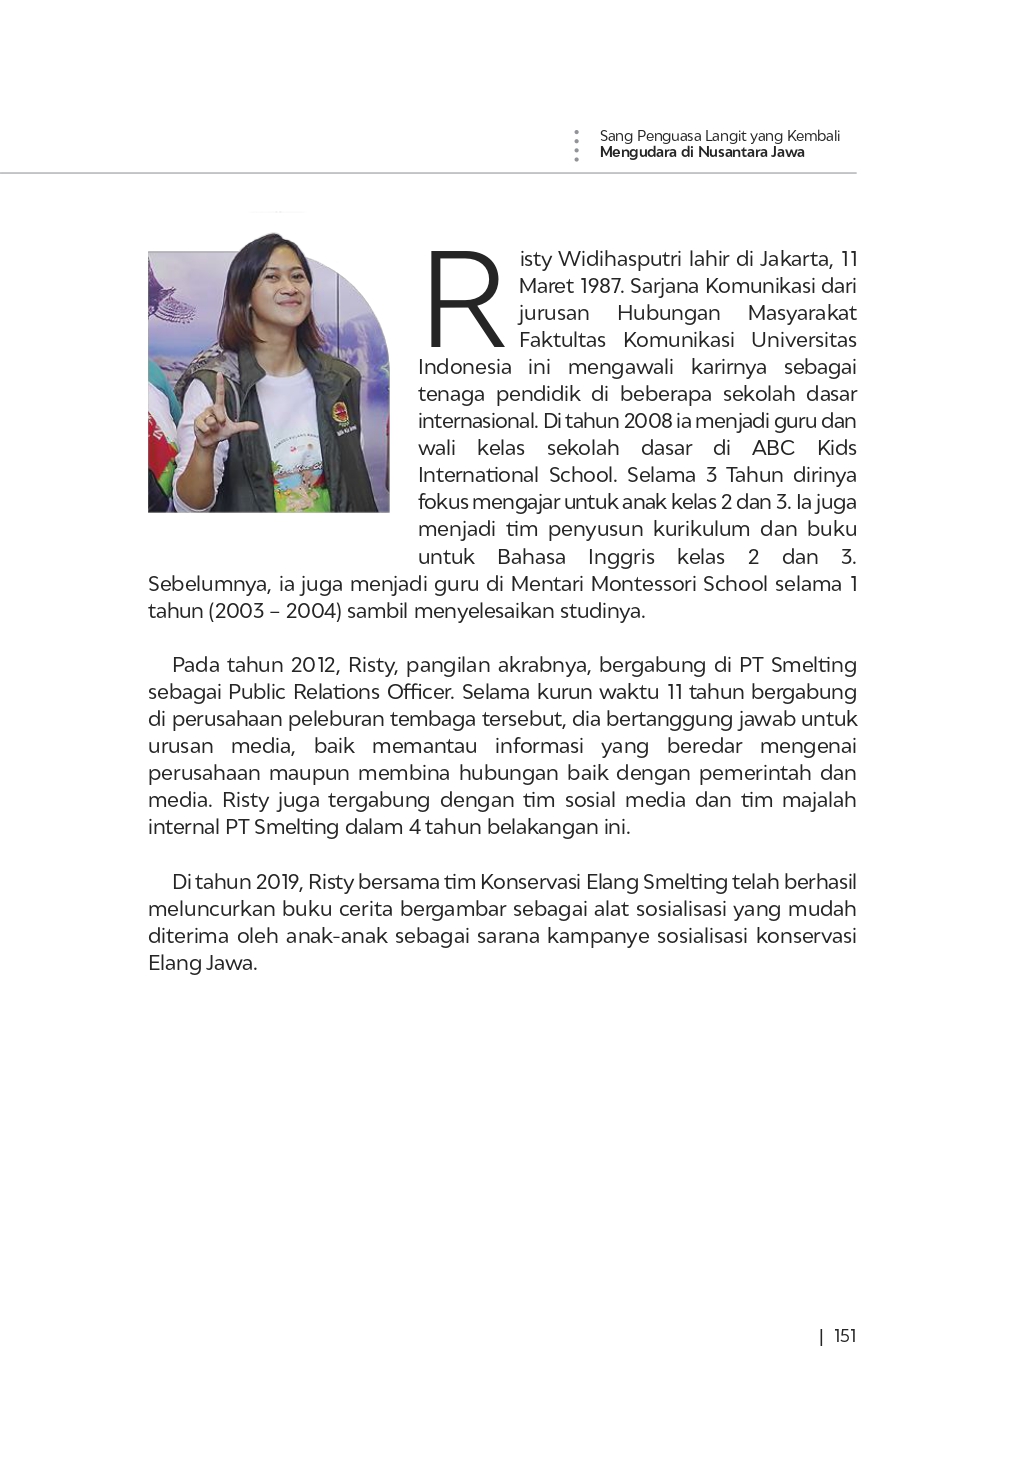 Sang Penguasa Langit yang Kembali
Mengudara di Nusantara Jawa
Risty Widihasputri lahir di Jakarta, 11
Maret 1987. Sarjana Komunikasi dari
jurusan Hubungan Masyarakat
Faktultas Komunikasi Universitas
Indonesia ini mengawali karirnya sebagai
tenaga pendidik di beberapa sekolah dasar
internasional. Di tahun 2008 ia menjadi guru dan
wali kelas sekolah dasar di ABC Kids
International School. Selama 3 Tahun dirinya
fokus mengajar untuk anak kelas 2 dan 3. Ia juga
menjadi tim penyusun kurikulum dan buku
untuk Bahasa Inggris kelas 2 dan 3.
Sebelumnya, ia juga menjadi guru di Mentari Montessori School selama 1
tahun (2003 – 2004) sambil menyelesaikan studinya.
Pada tahun 2012, Risty, pangilan akrabnya, bergabung di PT Smelting
sebagai Public Relations Officer. Selama kurun waktu 11 tahun bergabung
di perusahaan peleburan tembaga tersebut, dia bertanggung jawab untuk
urusan media, baik memantau informasi yang beredar mengenai
perusahaan maupun membina hubungan baik dengan pemerintah dan
media. Risty juga tergabung dengan tim sosial media dan tim majalah
internal PT Smelting dalam 4 tahun belakangan ini.
Di tahun 2019, Risty bersama tim Konservasi Elang Smelting telah berhasil
meluncurkan buku cerita bergambar sebagai alat sosialisasi yang mudah
diterima oleh anak-anak sebagai sarana kampanye sosialisasi konservasi
Elang Jawa.
| 151